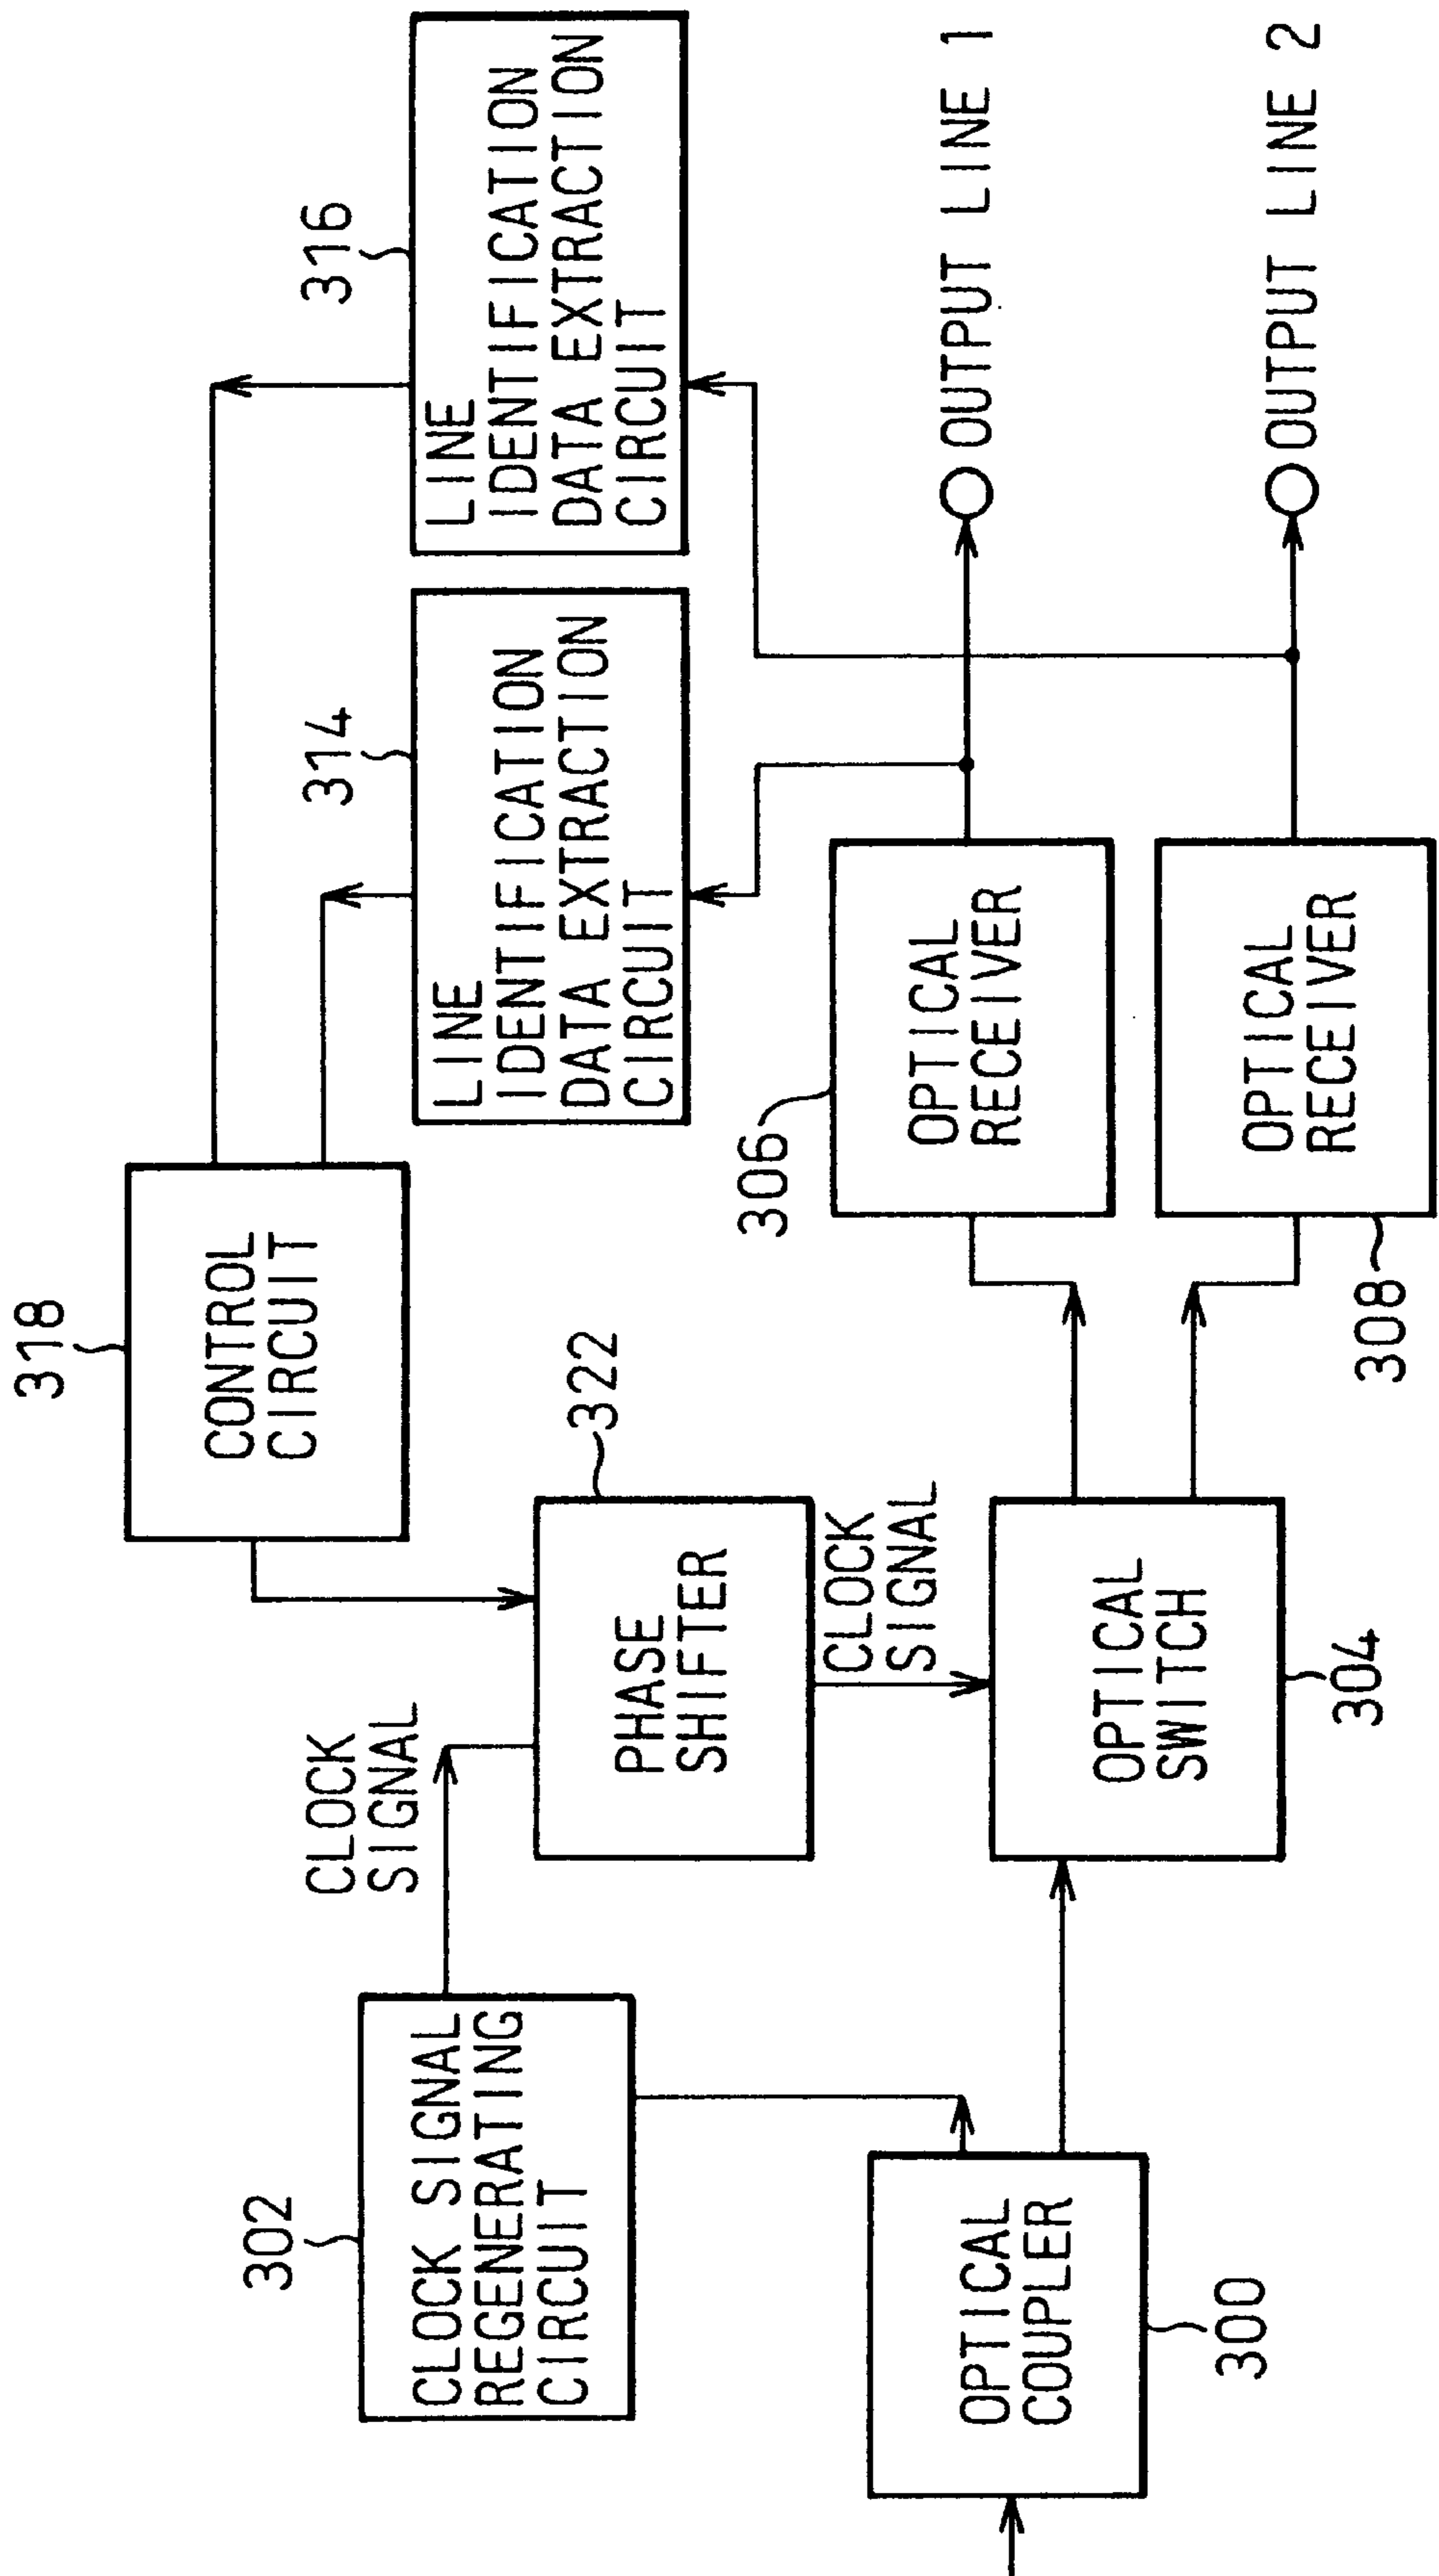 318
CONTROL
CIRCUIT
316
LINE
IDENTIFICATION
DATA EXTRACTION
CIRCUIT
314
LINE
IDENTIFICATION
DATA EXTRACTION
CIRCUIT
302
CLOCK SIGNAL
REGENERATING
CIRCUIT
CLOCK
SIGNAL
322
PHASE
SHIFTER
CLOCK
SIGNAL
306
OPTICAL
RECEIVER
OUTPUT LINE 1
300
OPTICAL
COUPLER
304
OPTICAL
SWITCH
308
OPTICAL
RECEIVER
OUTPUT LINE 2